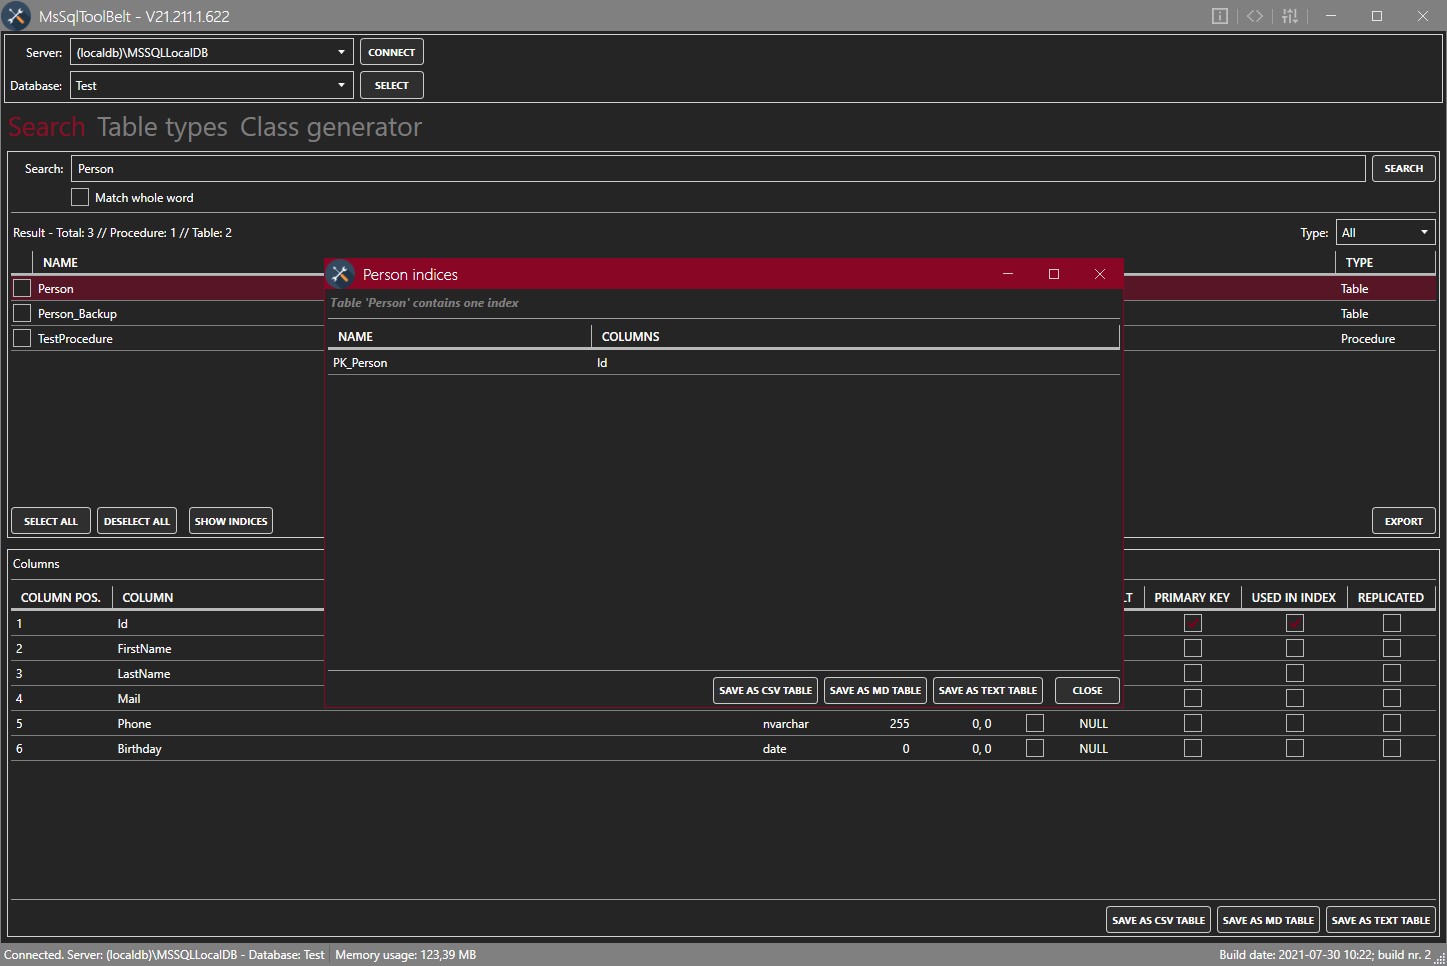 MsSqlToolBelt - V21.211.1.622
Server: (localdb)\MSSQLLocalDB CONNECT
Database: Test SELECT
Search Table types Class generator
Search: Person SEARCH
Match whole word
Result - Total: 3 // Procedure: 1 // Table: 2 Type: All
NAME TYPE
Person Table
Person_Backup Table
TestProcedure Procedure
Person indices
Table 'Person' contains one index
NAME COLUMNS
PK_Person Id
SAVE AS CSV TABLE SAVE AS MD TABLE SAVE AS TEXT TABLE CLOSE
SELECT ALL DESELECT ALL SHOW INDICES EXPORT
Columns
COLUMN POS. COLUMN LT PRIMARY KEY USED IN INDEX REPLICATED
1 Id
2 FirstName
3 LastName
4 Mail
5 Phone nvarchar 255 0, 0 NULL
6 Birthday date 0 0, 0 NULL
SAVE AS CSV TABLE SAVE AS MD TABLE SAVE AS TEXT TABLE
Connected. Server: (localdb)\MSSQLLocalDB - Database: Test Memory usage: 123,39 MB Build date: 2021-07-30 10:22; build nr. 2